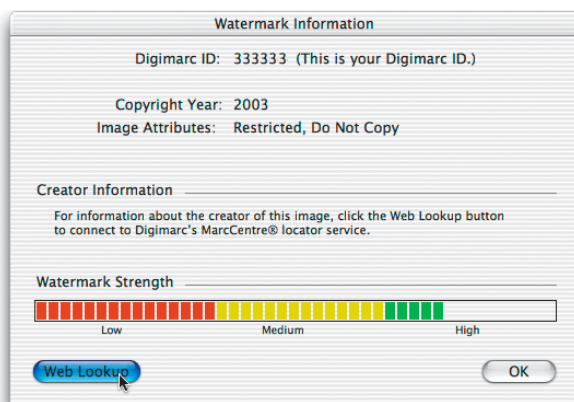 Watermark Information
Digimarc ID: 333333 (This is your Digimarc ID.)
Copyright Year: 2003
Image Attributes: Restricted, Do Not Copy
Creator Information
For information about the creator of this image, click the Web Lookup button
to connect to Digimarc's MarcCentre® locator service.
Watermark Strength
Low Medium High
Web Lookup OK